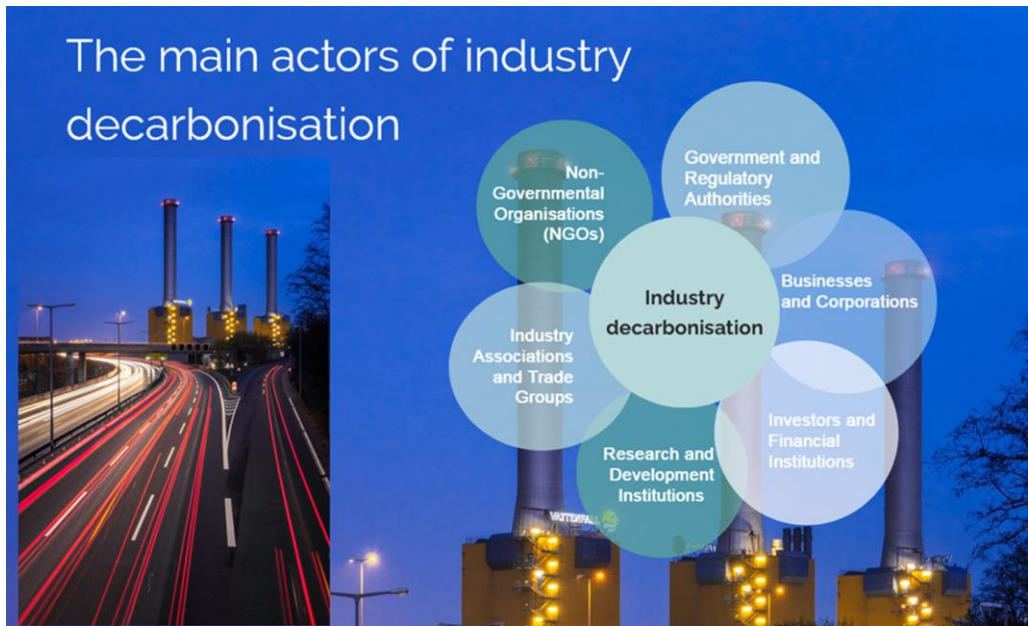 The main actors of industry
decarbonisation
Non-
Governmental
Organisations
(NGOs)
Government and
Regulatory
Authorities
Businesses
and Corporations
Industry
decarbonisation
Industry
Associations
and Trade
Groups
Investors and
Financial
Institutions
Research and
Development
Institutions
VATTENFALL